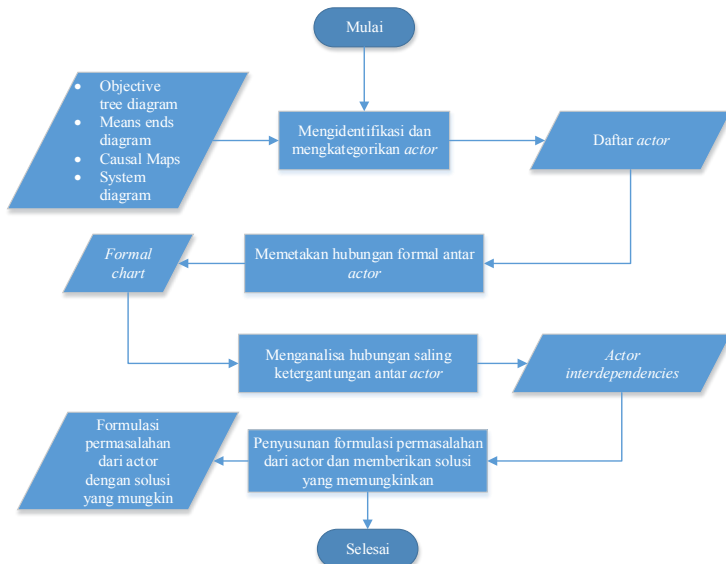 Mulai
• Objective
tree diagram
• Means ends
diagram
• Causal Maps
• System
diagram
Mengidentifikasi dan
mengkategorikan actor
Daftar actor
Memetakan hubungan formal antar
actor
Formal
chart
Menganalisa hubungan saling
ketergantungan antar actor
Actor
interdependencies
Penyusunan formulasi permasalahan
dari actor dan memberikan solusi
yang memungkinkan
Formulasi
permasalahan
dari actor
dengan solusi
yang mungkin
Selesai